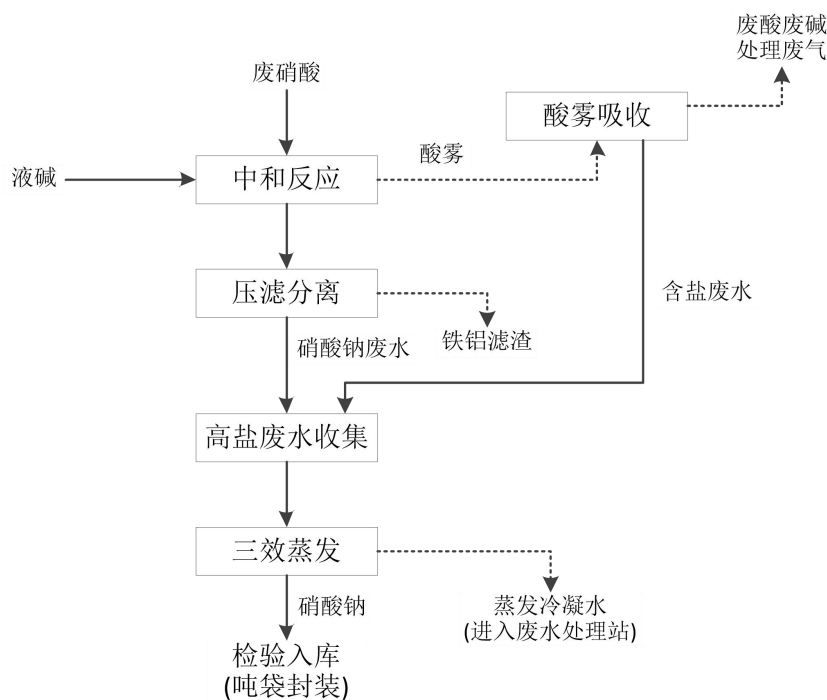 废酸废碱
处理废气
废硝酸
酸雾吸收
酸雾
液碱
中和反应
压滤分离
含盐废水
铁铝滤渣
硝酸钠废水
高盐废水收集
三效蒸发
硝酸钠
蒸发冷凝水
(进入废水处理站)
检验入库
(吨袋封装)